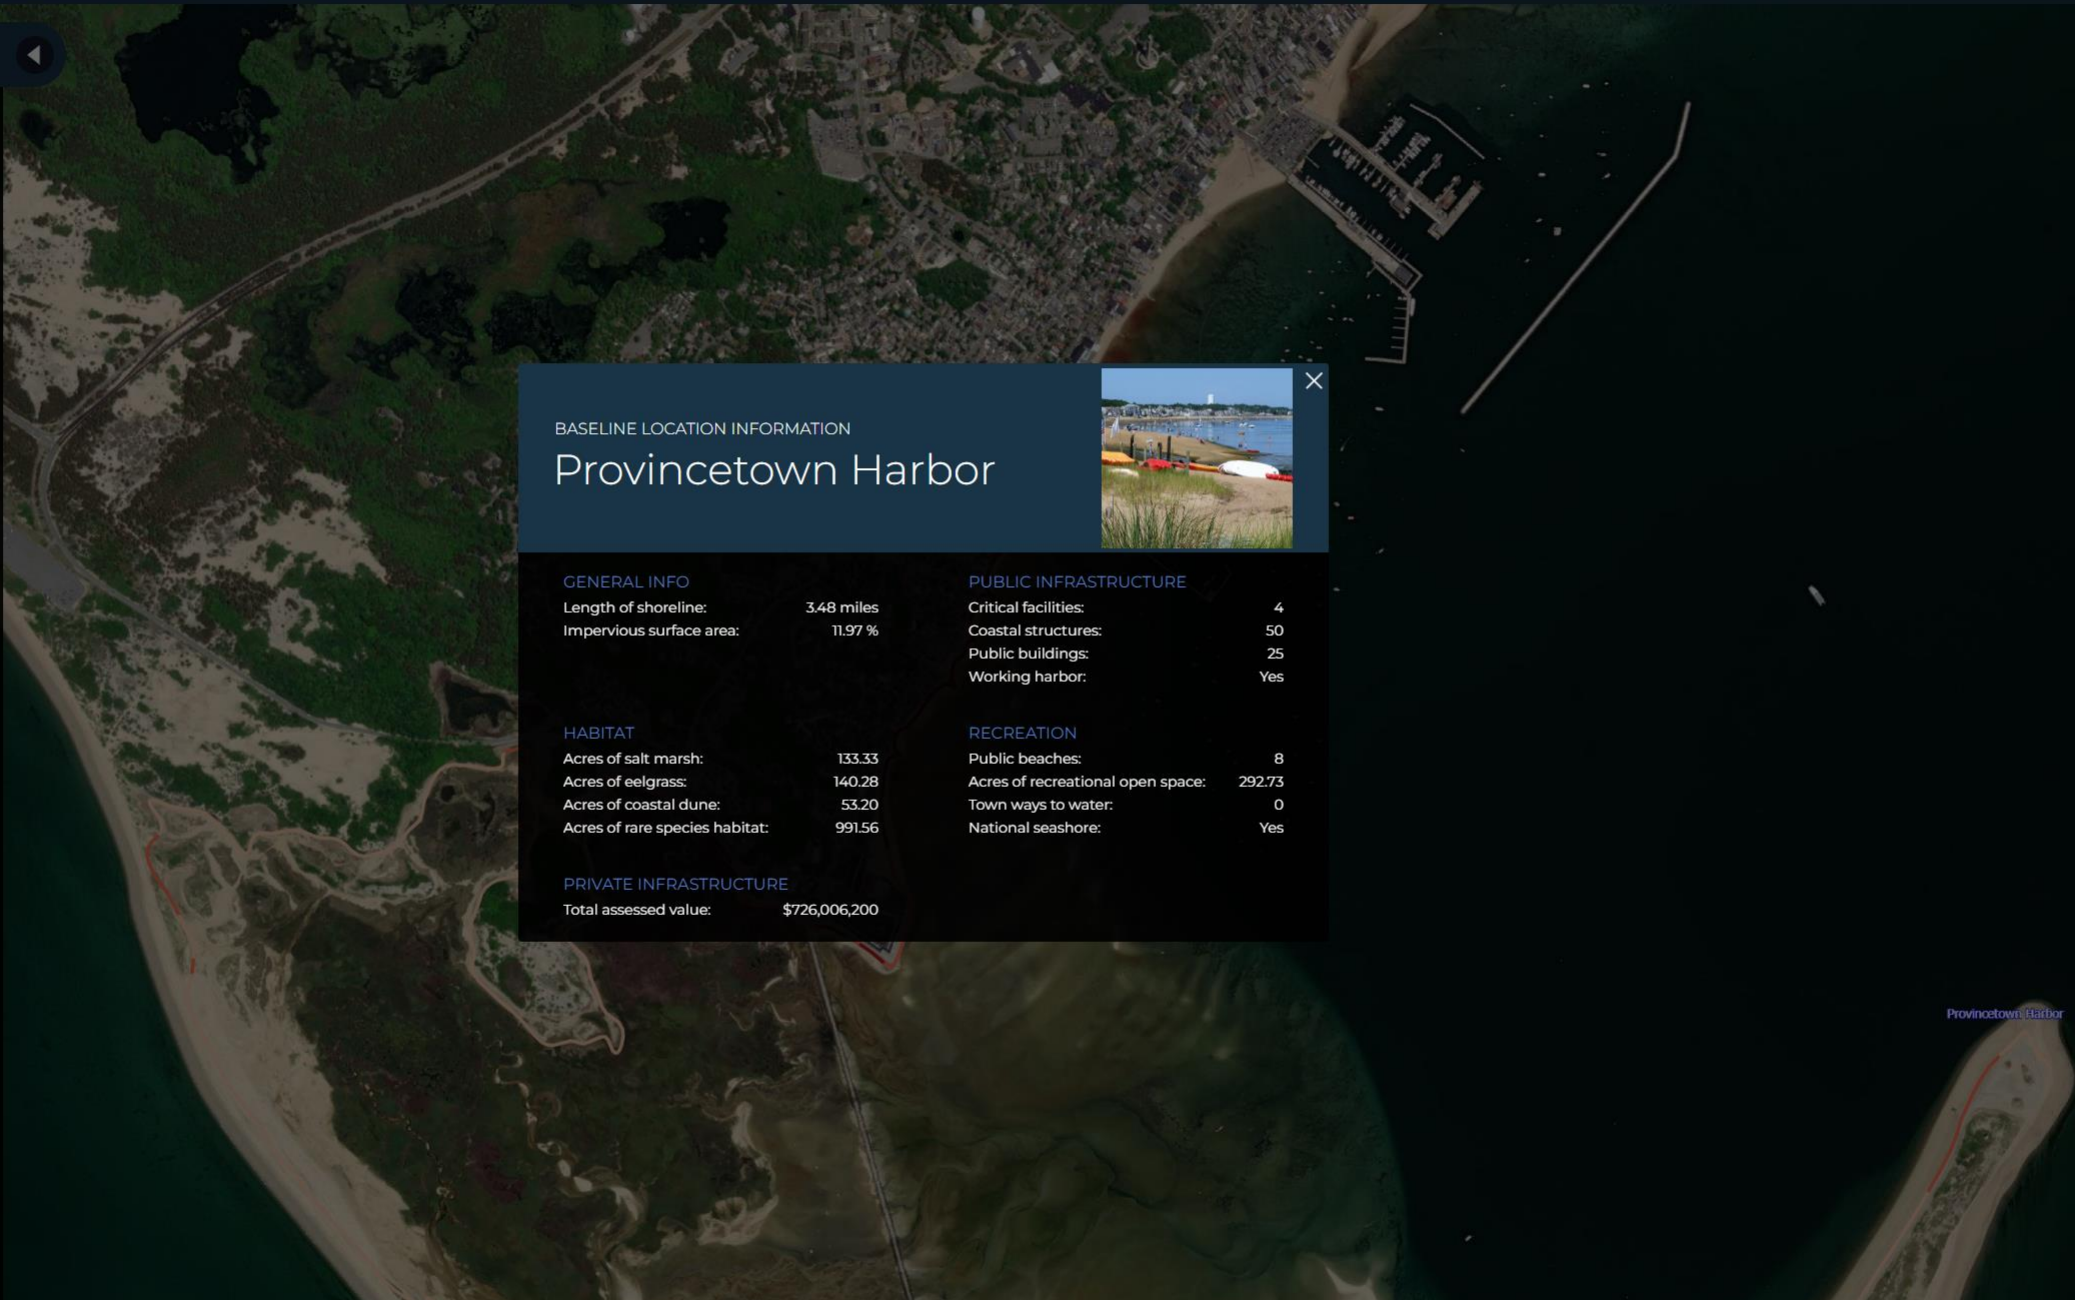 BASELINE LOCATION INFORMATION
Provincetown Harbor
GENERAL INFO
Length of shoreline: 3.48 miles
Impervious surface area: 11.97 %
PUBLIC INFRASTRUCTURE
Critical facilities: 4
Coastal structures: 50
Public buildings: 25
Working harbor: Yes
HABITAT
Acres of salt marsh: 133.33
Acres of eelgrass: 140.28
Acres of coastal dune: 53.20
Acres of rare species habitat: 991.56
RECREATION
Public beaches: 8
Acres of recreational open space: 292.73
Town ways to water: 0
National seashore: Yes
PRIVATE INFRASTRUCTURE
Total assessed value: $726,006,200
Provincetown Harbor